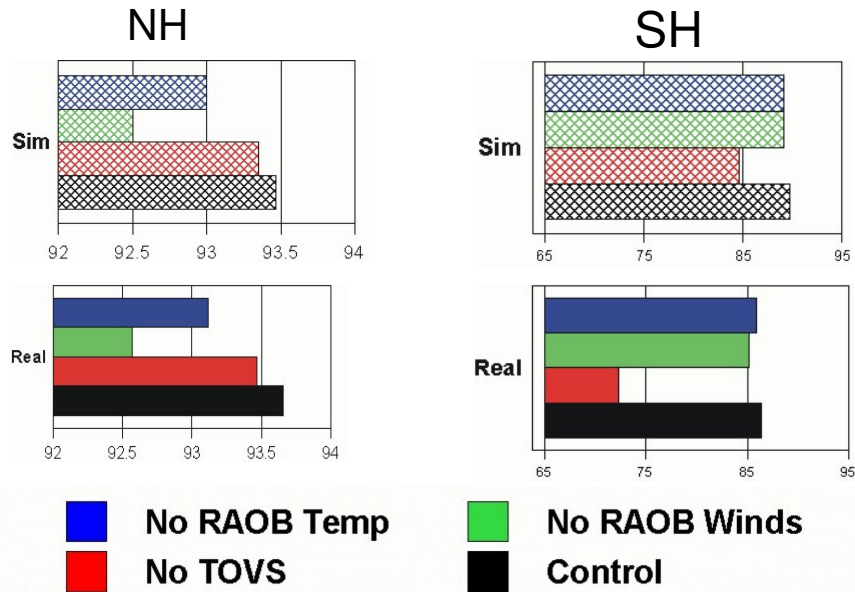 NH
SH
Sim
92 92.5 93 93.5 94
Sim
65 75 85 95
Real
92 92.5 93 93.5 94
Real
65 75 85 95
No RAOB Temp
No RAOB Winds
No TOVS
Control